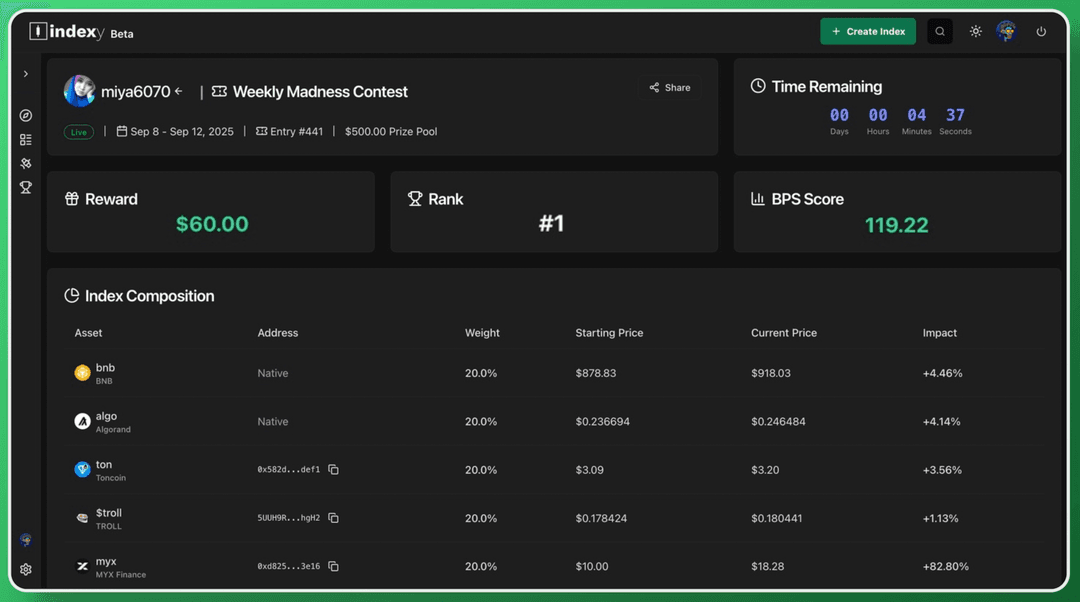 indexy Beta
+ Create Index
miya6070 ← | Weekly Madness Contest
Share
Live | Sep 8 - Sep 12, 2025 | Entry #441 | $500.00 Prize Pool
Time Remaining
00 00 04 37
Days Hours Minutes Seconds
Reward
$60.00
Rank
#1
BPS Score
119.22
Index Composition
Asset Address Weight Starting Price Current Price Impact
bnb
BNB
Native 20.0% $878.83 $918.03 +4.46%
algo
Algorand
Native 20.0% $0.236694 $0.246484 +4.14%
ton
Toncoin
0x582d...def1 20.0% $3.09 $3.20 +3.56%
$troll
TROLL
5UUH9R...hgH2 20.0% $0.178424 $0.180441 +1.13%
myx
MYX Finance
0xd825...3e16 20.0% $10.00 $18.28 +82.80%